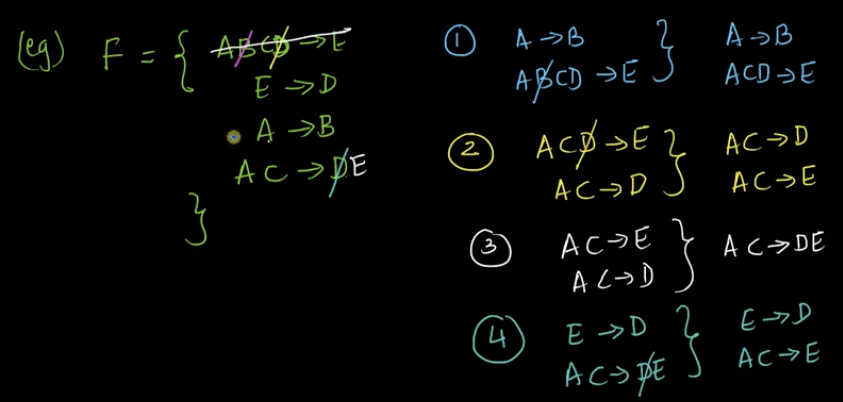 (eg) F = { ABCD → E
E → D
A → B
AC → DE
}
① A → B } A → B
ABCD → E ACD → E
② ACD → E } AC → D
AC → D AC → E
③ AC → E } AC → DE
AC → D
④ E → D } E → D
AC → DE AC → E